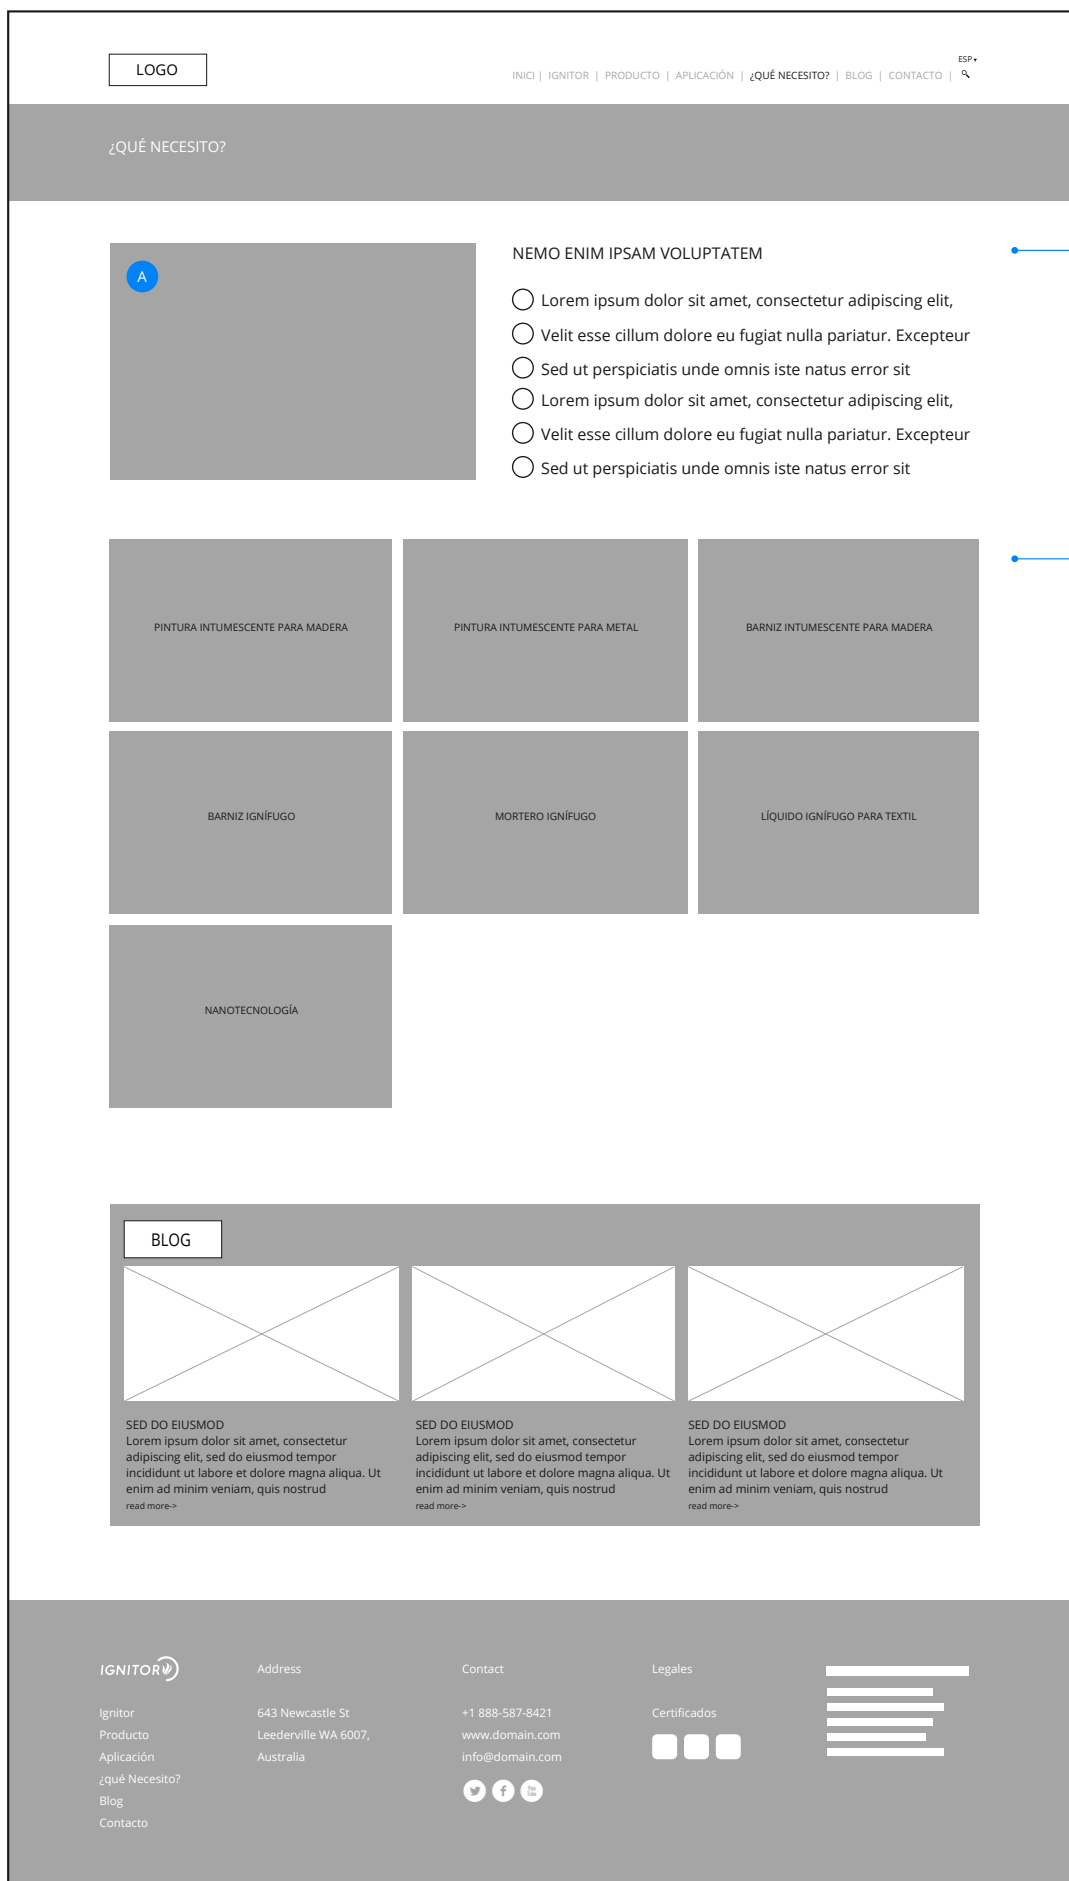 LOGO
ESP
INICI | IGNITOR | PRODUCTO | APLICACIÓN | ¿QUÉ NECESITO? | BLOG | CONTACTO |
¿QUÉ NECESITO?
A
NEMO ENIM IPSAM VOLUPTATEM
Lorem ipsum dolor sit amet, consectetur adipiscing elit,
Velit esse cillum dolore eu fugiat nulla pariatur. Excepteur
Sed ut perspiciatis unde omnis iste natus error sit
Lorem ipsum dolor sit amet, consectetur adipiscing elit,
Velit esse cillum dolore eu fugiat nulla pariatur. Excepteur
Sed ut perspiciatis unde omnis iste natus error sit
PINTURA INTUMESCENTE PARA MADERA
PINTURA INTUMESCENTE PARA METAL
BARNIZ INTUMESCENTE PARA MADERA
BARNIZ IGNÍFUGO
MORTERO IGNÍFUGO
LÍQUIDO IGNÍFUGO PARA TEXTIL
NANOTECNOLOGÍA
BLOG
SED DO EIUSMOD
Lorem ipsum dolor sit amet, consectetur
adipiscing elit, sed do eiusmod tempor
incididunt ut labore et dolore magna aliqua. Ut
enim ad minim veniam, quis nostrud
read more->
SED DO EIUSMOD
Lorem ipsum dolor sit amet, consectetur
adipiscing elit, sed do eiusmod tempor
incididunt ut labore et dolore magna aliqua. Ut
enim ad minim veniam, quis nostrud
read more->
SED DO EIUSMOD
Lorem ipsum dolor sit amet, consectetur
adipiscing elit, sed do eiusmod tempor
incididunt ut labore et dolore magna aliqua. Ut
enim ad minim veniam, quis nostrud
read more->
IGNITOR
Ignitor
Producto
Aplicación
¿qué Necesito?
Blog
Contacto
Address
643 Newcastle St
Leederville WA 6007,
Australia
Contact
+1 888-587-8421
www.domain.com
info@domain.com
You
Tube
Legales
Certificados